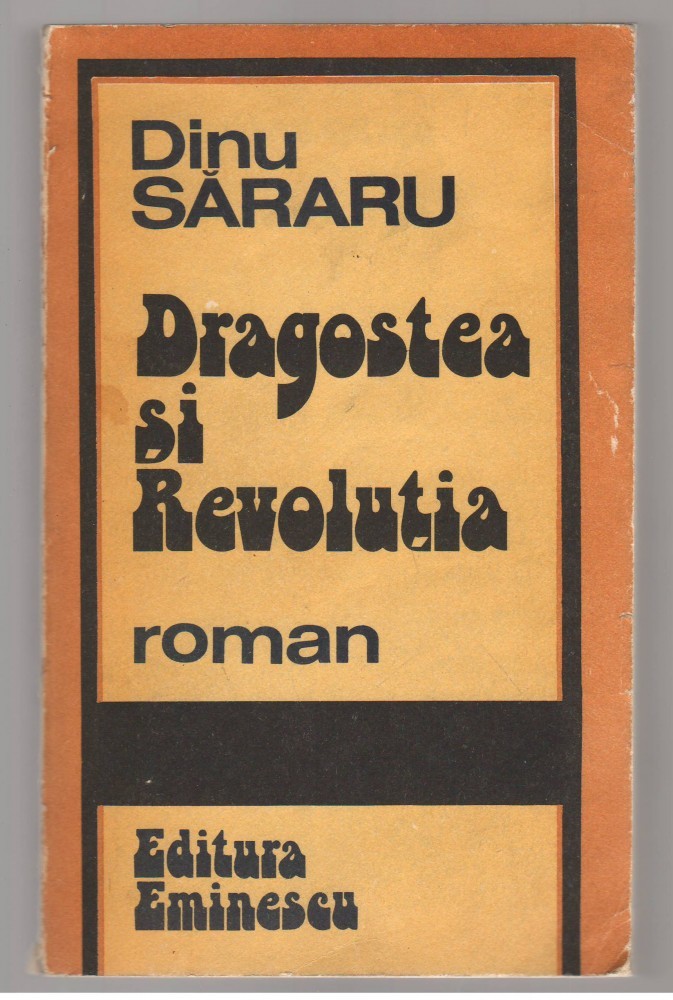 Dinu
SĂRARU
Dragostea
și
Revoluția
roman
Editura
Eminescu